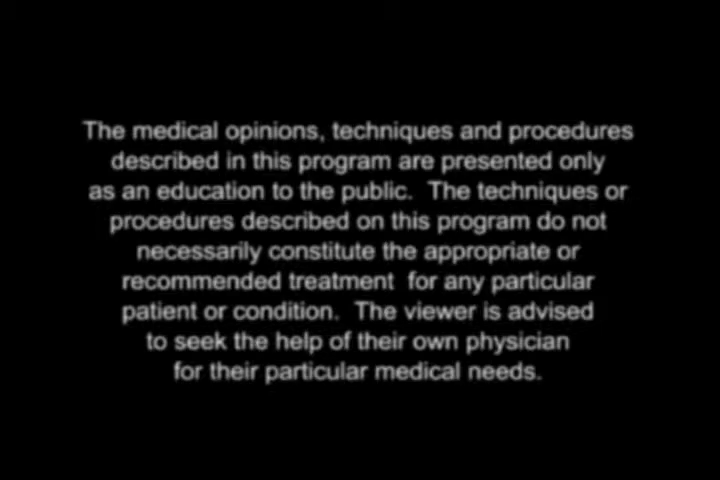 The medical opinions, techniques and procedures
described in this program are presented only
as an education to the public.  The techniques or
procedures described on this program do not
necessarily constitute the appropriate or
recommended treatment  for any particular
patient or condition.  The viewer is advised
to seek the help of their own physician
for their particular medical needs.